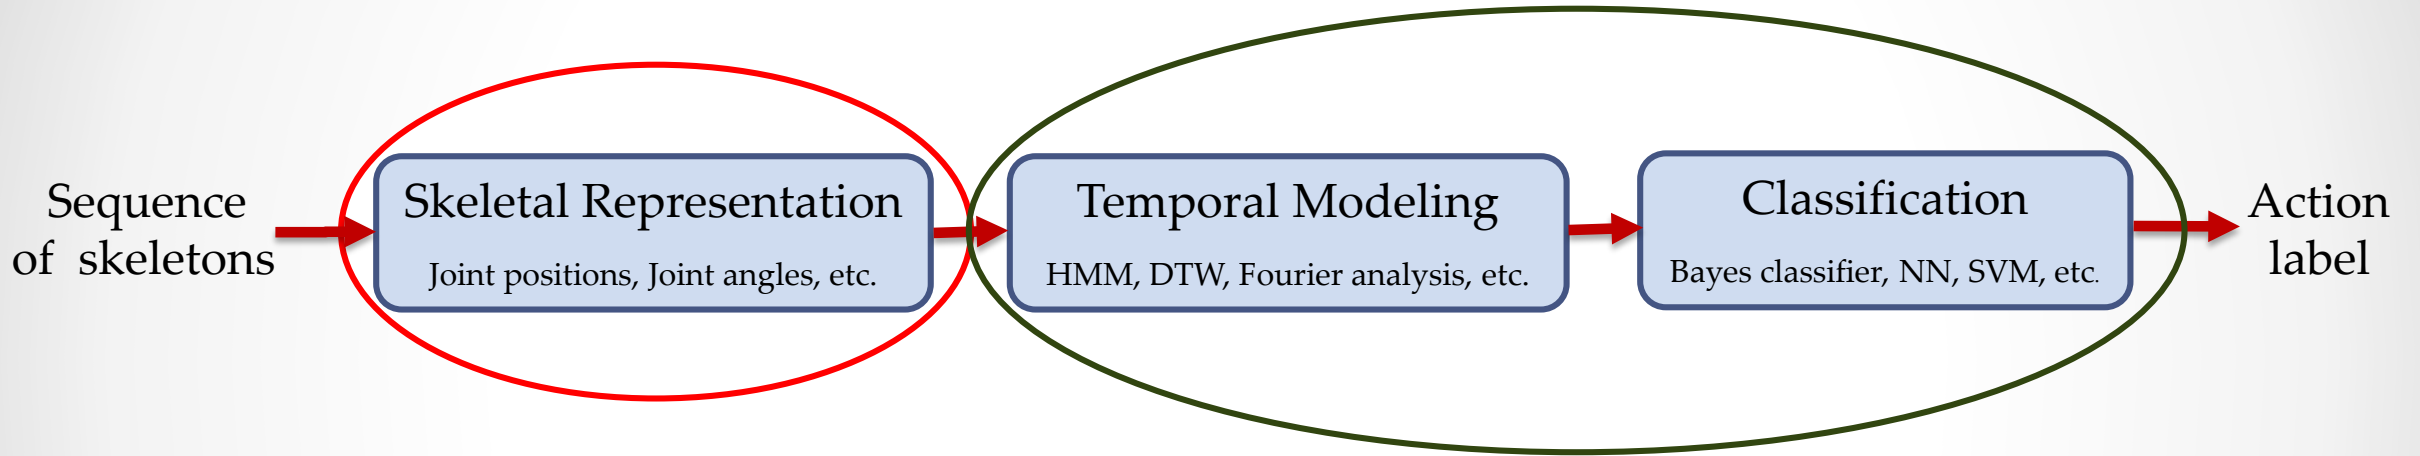 Sequence
of skeletons
Skeletal Representation
Joint positions, Joint angles, etc.
Temporal Modeling
HMM, DTW, Fourier analysis, etc.
Classification
Bayes classifier, NN, SVM, etc.
Action
label